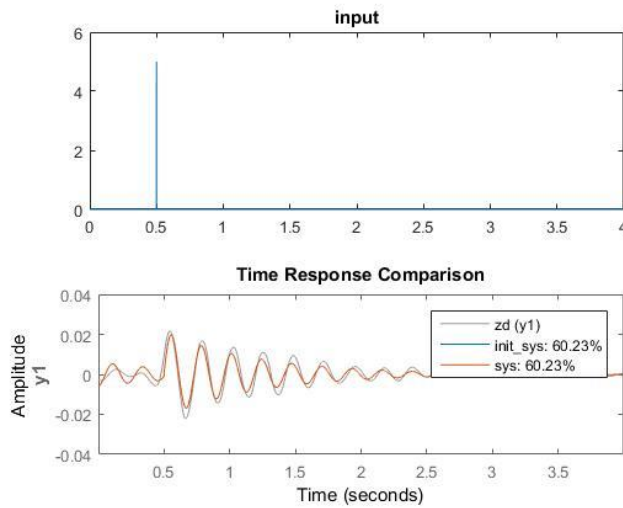 input
6
4
2
0
0 0.5 1 1.5 2 2.5 3 3.5 4
Time Response Comparison
0.04
0.02
0
-0.02
-0.04
Amplitude
y1
zd (y1)
init_sys: 60.23%
sys: 60.23%
0.5 1 1.5 2 2.5 3 3.5
Time (seconds)